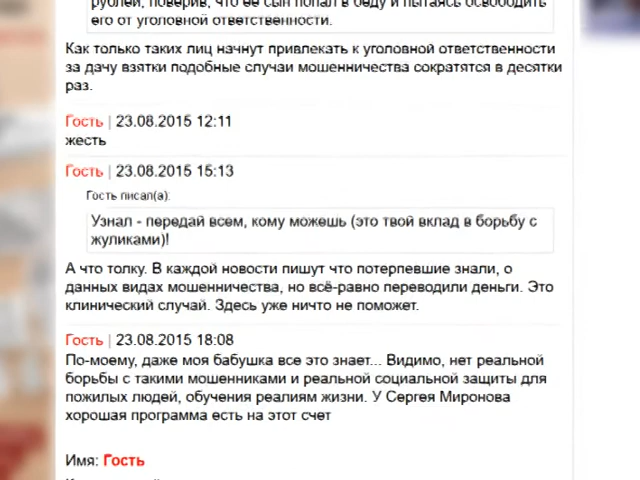 рублей, поверив, что ее сын попал в беду и пытаясь освободить
его от уголовной ответственности.
Как только таких лиц начнут привлекать к уголовной ответственности
за дачу взятки подобные случаи мошенничества сократятся в десятки
раз.
Гость | 23.08.2015 12:11
жесть
Гость | 23.08.2015 15:13
Гость писал(а):
Узнал - передай всем, кому можешь (это твой вклад в борьбу с
жуликами)!
А что толку. В каждой новости пишут что потерпевшие знали, о
данных видах мошенничества, но всё-равно переводили деньги. Это
клинический случай. Здесь уже ничто не поможет.
Гость | 23.08.2015 18:08
По-моему, даже моя бабушка все это знает... Видимо, нет реальной
борьбы с такими мошенниками и реальной социальной защиты для
пожилых людей, обучения реалиям жизни. У Сергея Миронова
хорошая программа есть на этот счет
Имя: Гость